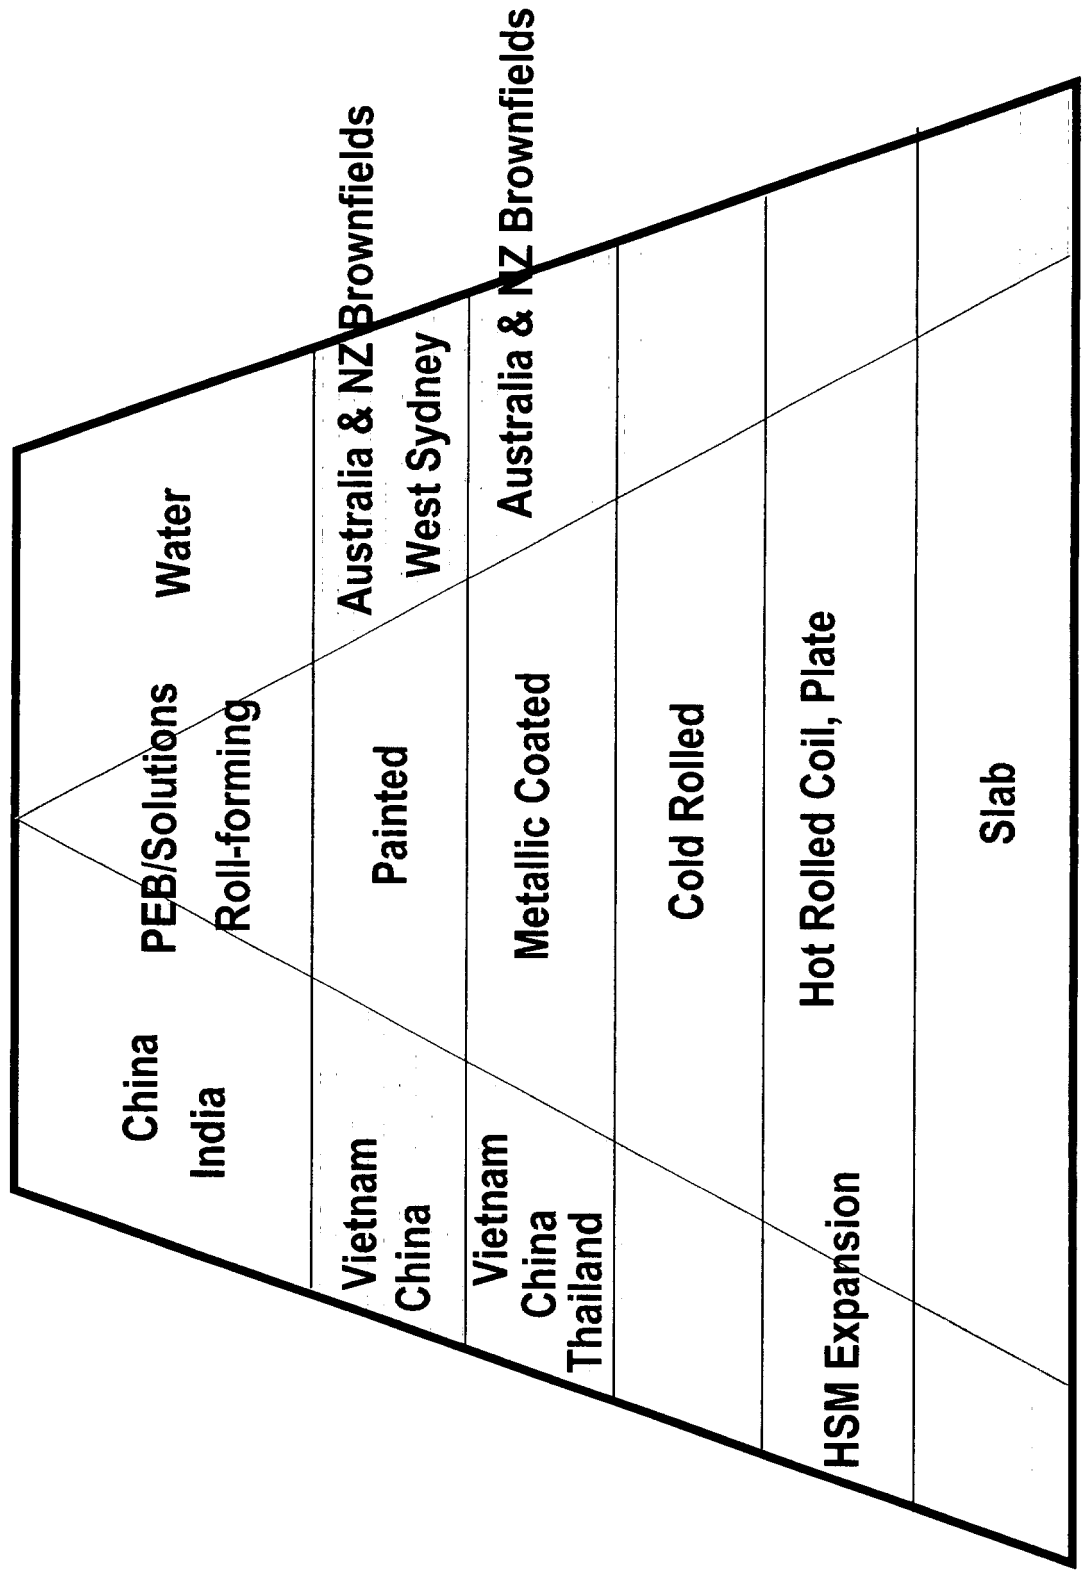 China
India
PEB/Solutions
Roll-forming
Water
Vietnam
China
Painted
Australia & NZ Brownfields
West Sydney
Vietnam
China
Thailand
Metallic Coated
Australia & NZ Brownfields
Cold Rolled
HSM Expansion
Hot Rolled Coil, Plate
Slab